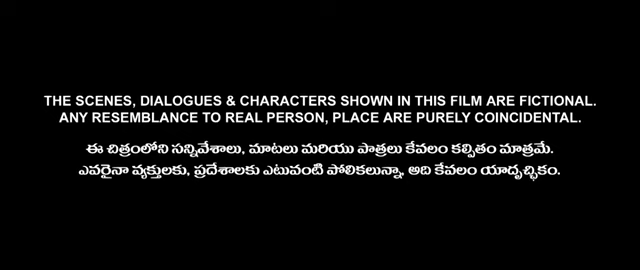 THE SCENES, DIALOGUES & CHARACTERS SHOWN IN THIS FILM ARE FICTIONAL.
ANY RESEMBLANCE TO REAL PERSON, PLACE ARE PURELY COINCIDENTAL.
ఈ చిత్రంలోని సన్నివేశాలు, మాటలు మరియు పాత్రలు కేవలం కల్పితం మాత్రమే.
ఎవరైనా వ్యక్తులకు, ప్రదేశాలకు ఎటువంటి పోలికలున్నా, అది కేవలం యాదృచ్ఛికం.